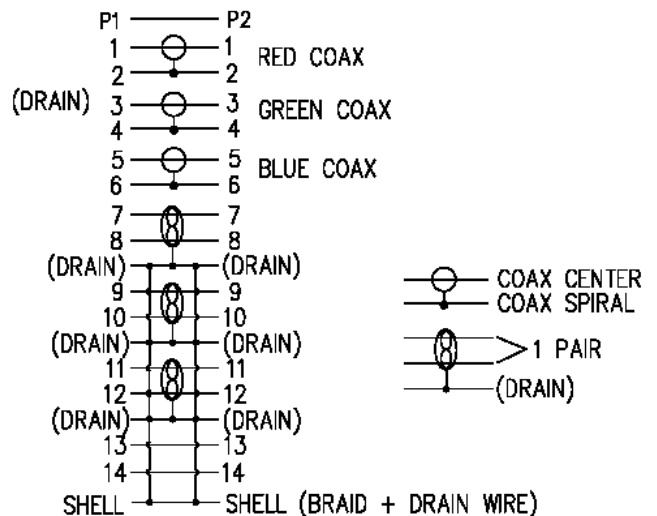 P1 P2
1 1 RED COAX
2 2
(DRAIN) 3 3 GREEN COAX
4 4
5 5 BLUE COAX
6 6
7 7
8 8
(DRAIN) (DRAIN)
9 9 COAX CENTER
10 10 COAX SPIRAL
(DRAIN) (DRAIN) 1 PAIR
11 11 (DRAIN)
12 12
(DRAIN) (DRAIN)
13 13
14 14
SHELL SHELL (BRAID + DRAIN WIRE)